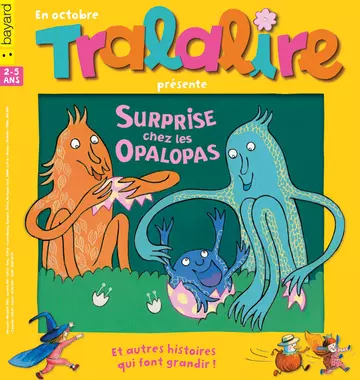 bayard
2-5
ANS
En octobre
Tralalire
présente
SURPRISE
chez les
OPALOPAS
Et autres histoires
qui font grandir !